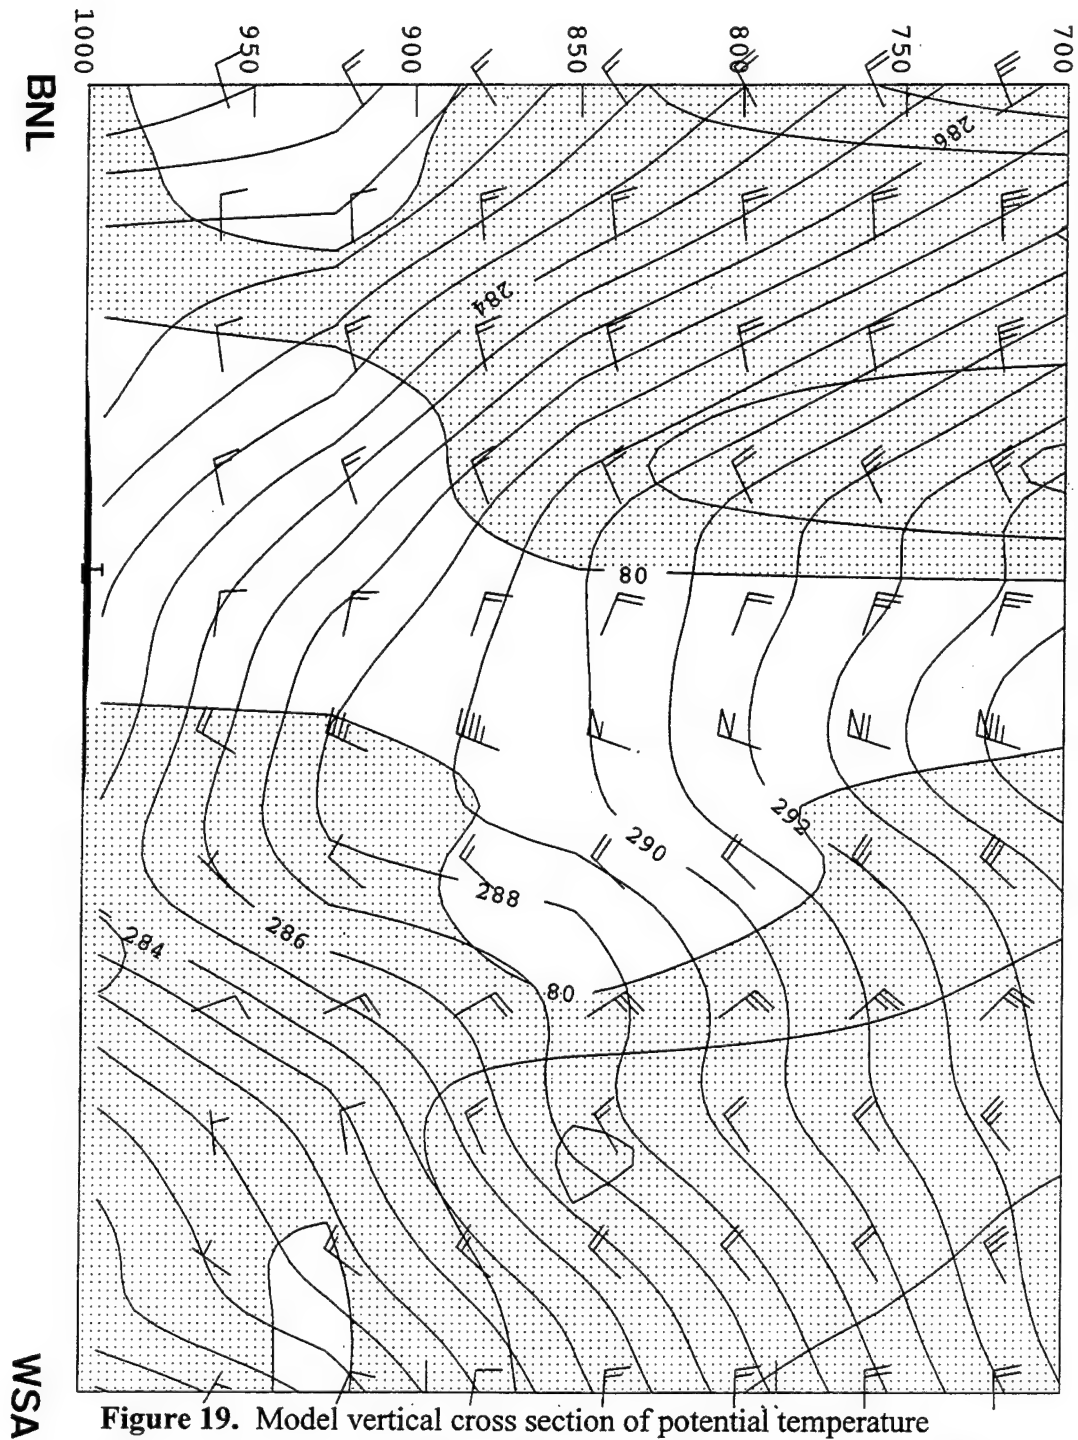 1000 950 900 850 800 750 700
BNL
286
284
80
292
290
288
286
284
80
WSA
Figure 19. Model vertical cross section of potential temperature